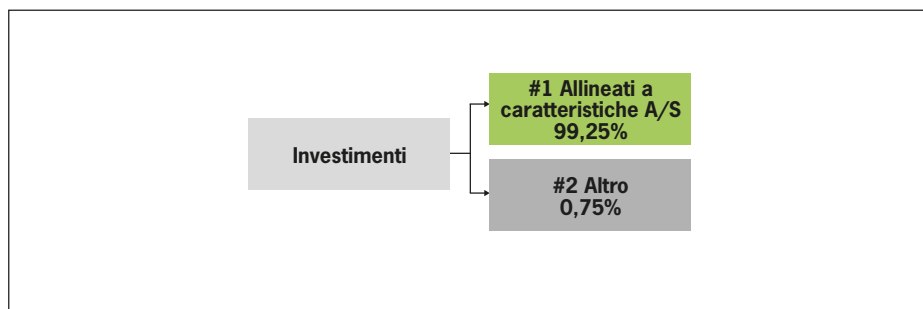 Investimenti
#1 Allineati a
caratteristiche A/S
99,25%
#2 Altro
0,75%